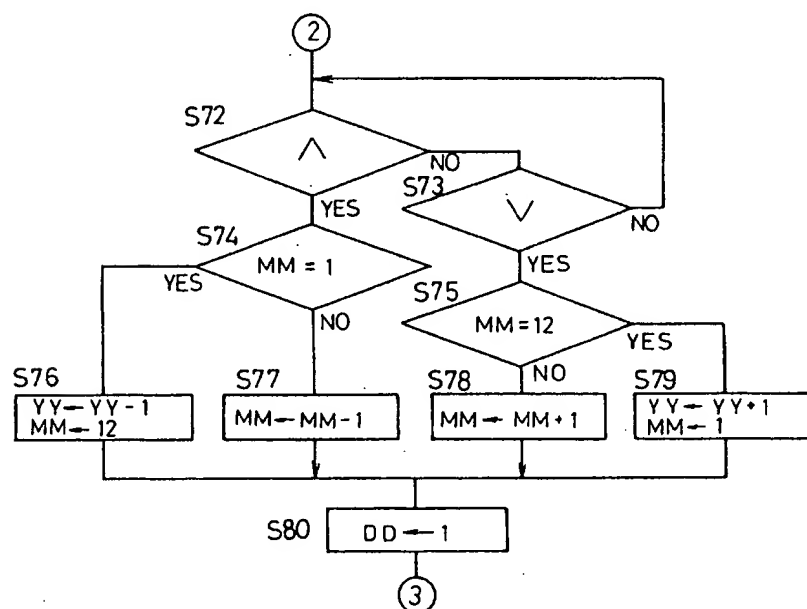 2
S72
∧
NO
YES
S73
∨
NO
YES
S74
MM = 1
YES
NO
S75
MM = 12
YES
NO
S76
YY ← YY - 1
MM ← 12
S77
MM ← MM - 1
S78
MM ← MM + 1
S79
YY ← YY + 1
MM ← 1
S80
DD ← 1
3